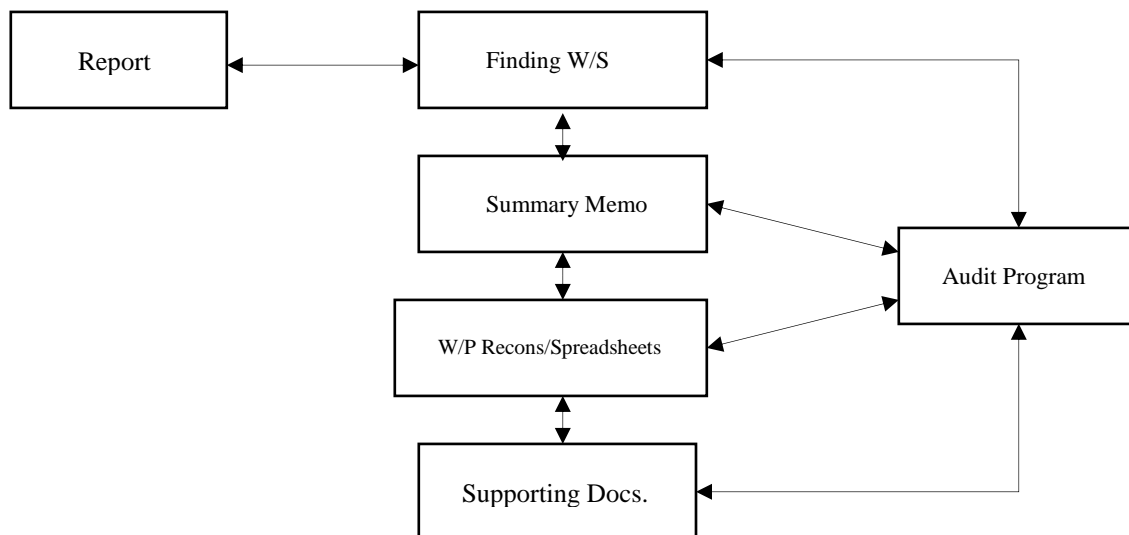 Report
Finding W/S
Summary Memo
Audit Program
W/P Recons/Spreadsheets
Supporting Docs.